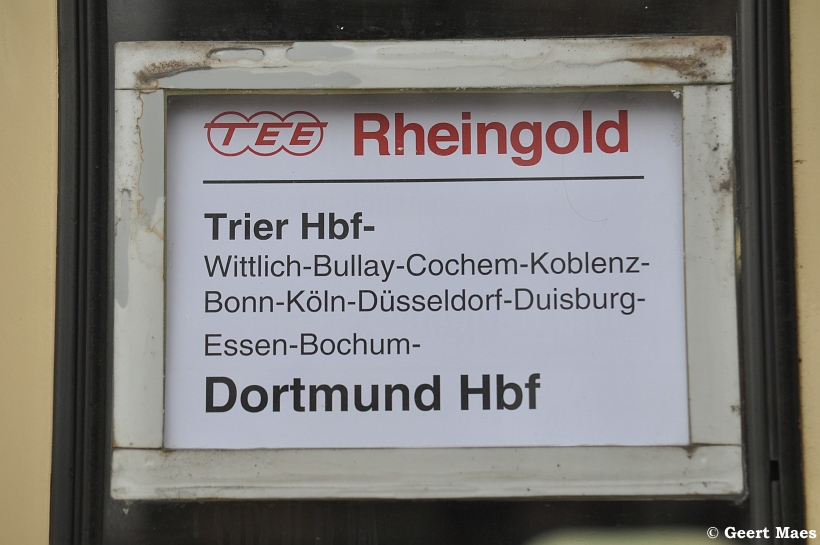 TEE Rheingold
Trier Hbf-
Wittlich-Bullay-Cochem-Koblenz-
Bonn-Köln-Düsseldorf-Duisburg-
Essen-Bochum-
Dortmund Hbf
© Geert Maes